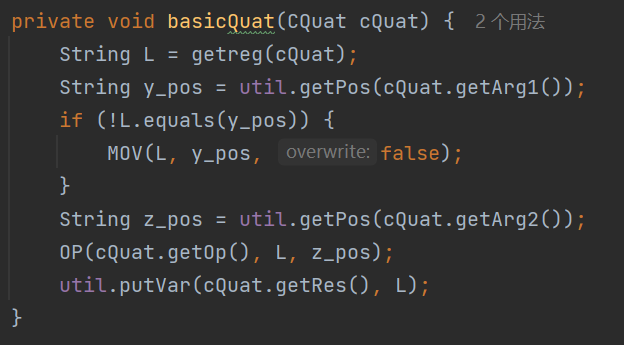 private void basicQuat(CQuat cQuat) { 2 个用法
String L = getreg(cQuat);
String y_pos = util.getPos(cQuat.getArg1());
if (!L.equals(y_pos)) {
MOV(L, y_pos, overwrite: false);
}
String z_pos = util.getPos(cQuat.getArg2());
OP(cQuat.getOp(), L, z_pos);
util.putVar(cQuat.getRes(), L);
}